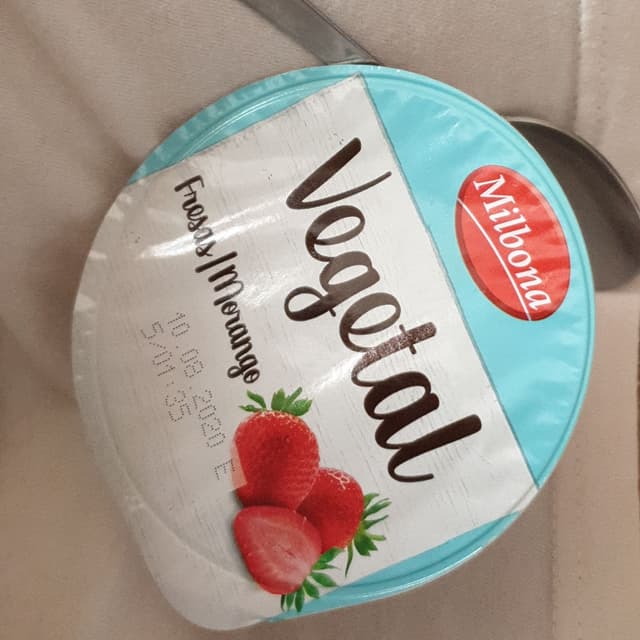 Milbona
Vegetal
Fresas/Morango
10.08.2020 E
5/01:35